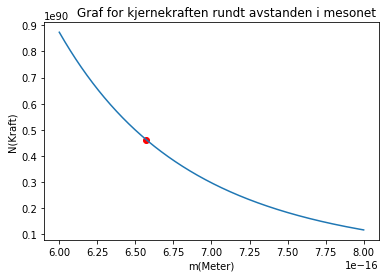 Graf for kjernekraften rundt avstanden i mesonet
1e90
0.9
0.8
0.7
0.6
0.5
0.4
0.3
0.2
0.1
N(Kraft)
6.00 6.25 6.50 6.75 7.00 7.25 7.50 7.75 8.00
1e−16
m(Meter)